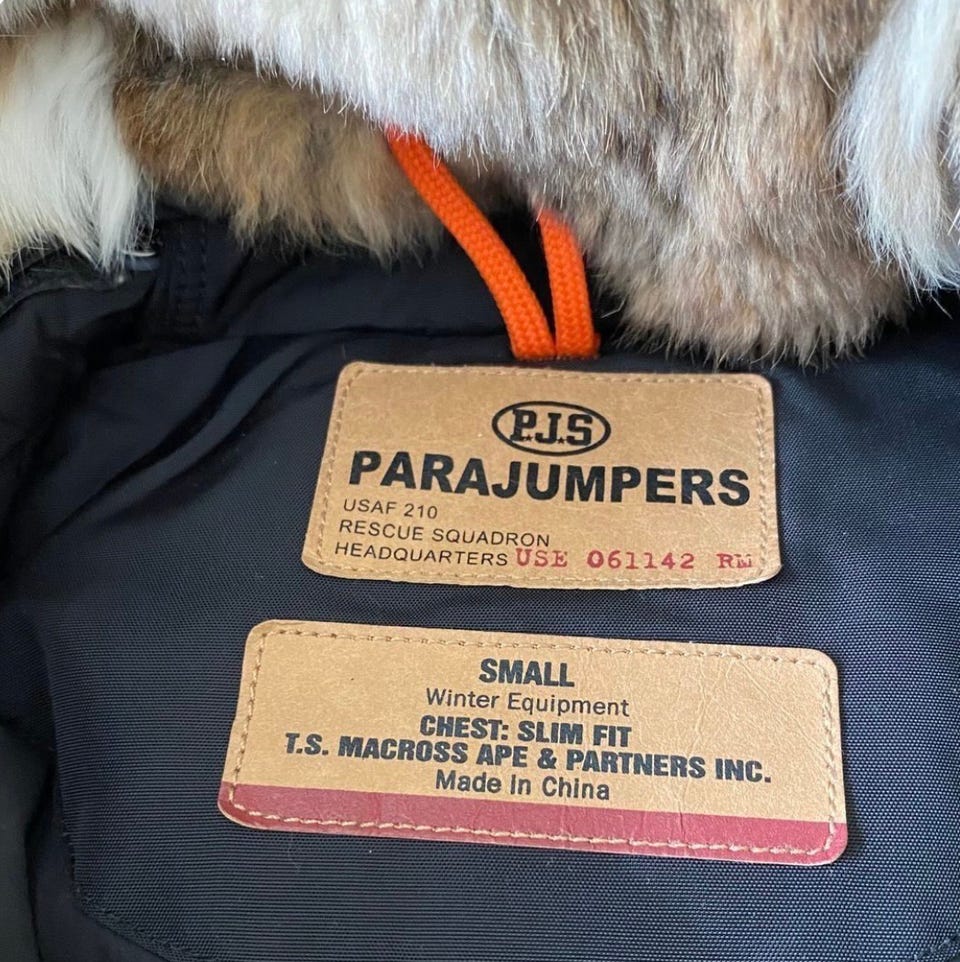 P.J.S
PARAJUMPERS
USAF 210
RESCUE SQUADRON
HEADQUARTERS USE 061142 RM
SMALL
Winter Equipment
CHEST: SLIM FIT
T.S. MACROSS APE & PARTNERS INC.
Made In China